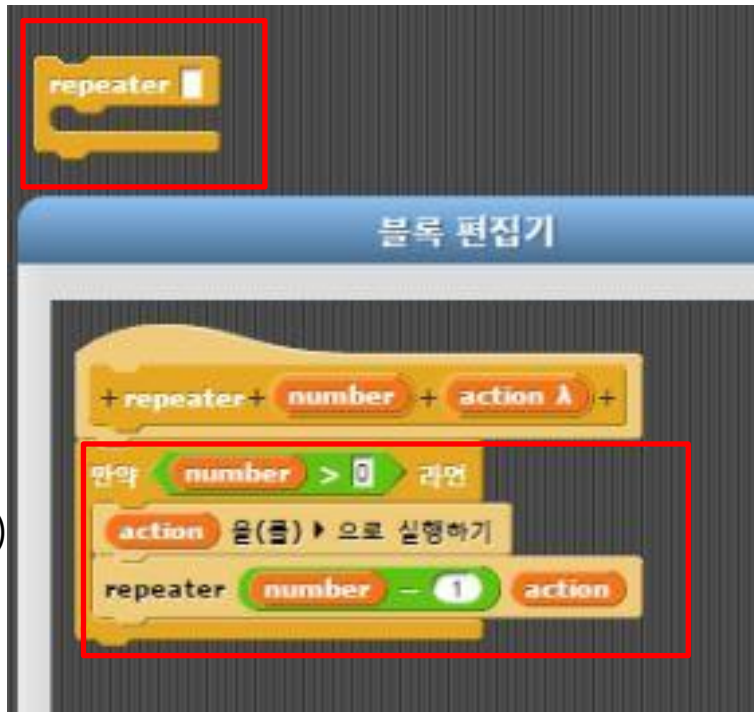 repeater
블록 편집기
+ repeater + number + action λ +
만약 number > 0 라면
action 을(를) ▶ 으로 실행하기
repeater number - 1 action
)